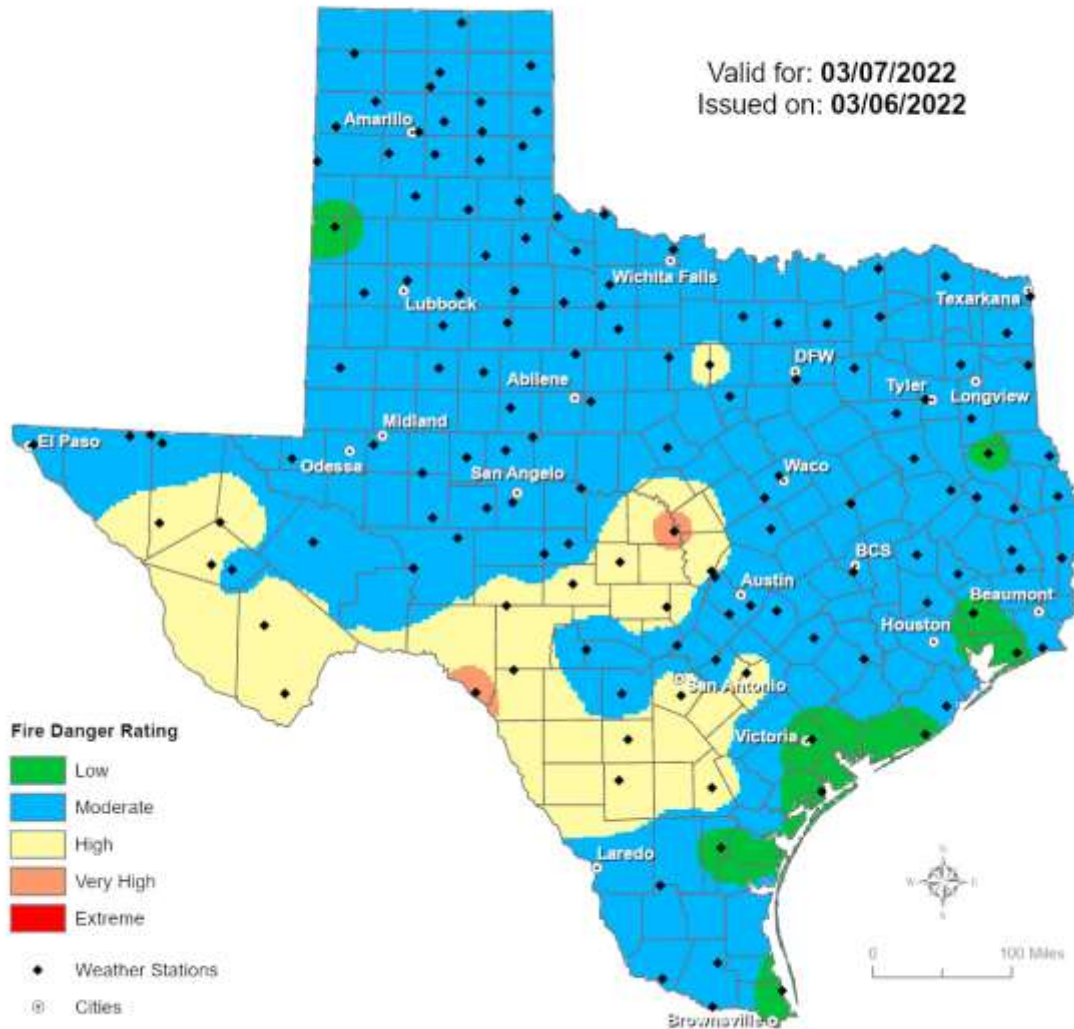 Valid for: 03/07/2022
Issued on: 03/06/2022
Amarillo
Wichita Falls
Lubbock
Texarkana
DFW
Abilene
Tyler
Longview
Midland
El Paso
Odessa
San Angelo
Waco
BCS
Austin
Beaumont
Houston
San Antonio
Fire Danger Rating
Victoria
Low
Moderate
High
Laredo
Very High
N
W E
S
Extreme
0 100 Miles
Weather Stations
Cities
Brownsville